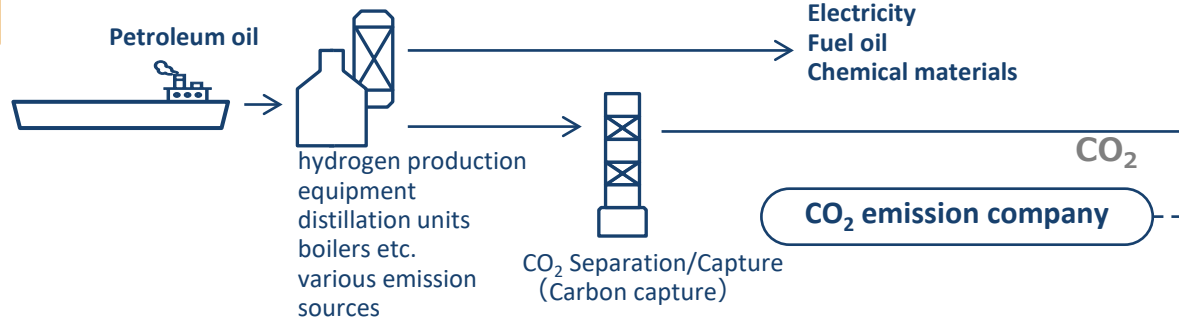 Petroleum oil
Electricity
Fuel oil
Chemical materials
hydrogen production
equipment
distillation units
boilers etc.
various emission
sources
CO₂ Separation/Capture
（Carbon capture）
CO₂
CO₂ emission company